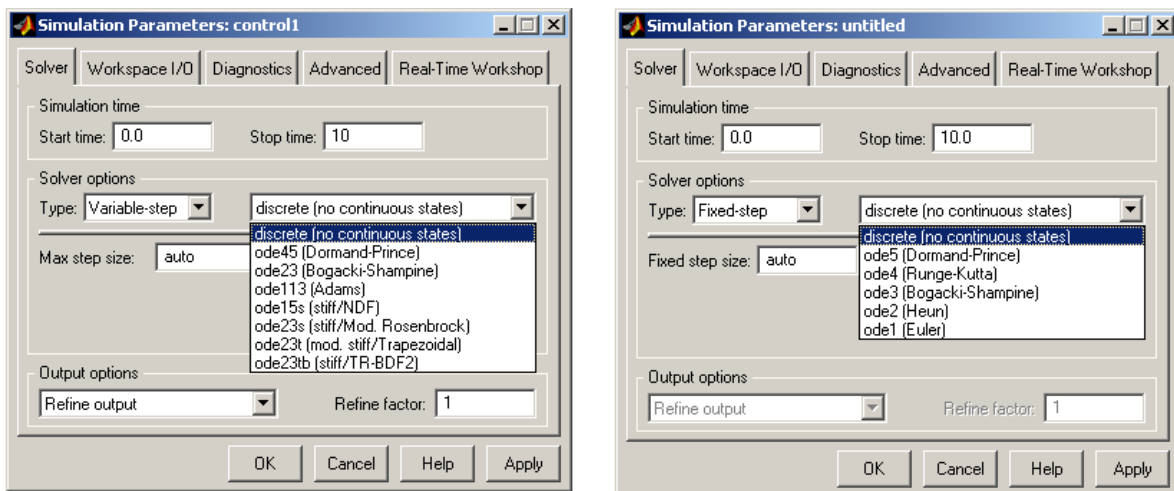 Simulation Parameters: control1
Solver Workspace I/O Diagnostics Advanced Real-Time Workshop
Simulation time
Start time: 0.0 Stop time: 10
Solver options
Type: Variable-step discrete (no continuous states)
discrete (no continuous states)
ode45 (Dormand-Prince)
Max step size: auto
ode23 (Bogacki-Shampine)
ode113 (Adams)
ode15s (stiff/NDF)
ode23s (stiff/Mod. Rosenbrock)
ode23t (mod. stiff/Trapezoidal)
ode23tb (stiff/TR-BDF2)
Output options
Refine output Refine factor: 1
OK Cancel Help Apply
Simulation Parameters: untitled
Solver Workspace I/O Diagnostics Advanced Real-Time Workshop
Simulation time
Start time: 0.0 Stop time: 10.0
Solver options
Type: Fixed-step discrete (no continuous states)
discrete (no continuous states)
ode5 (Dormand-Prince)
Fixed step size: auto
ode4 (Runge-Kutta)
ode3 (Bogacki-Shampine)
ode2 (Heun)
ode1 (Euler)
Output options
Refine output Refine factor: 1
OK Cancel Help Apply